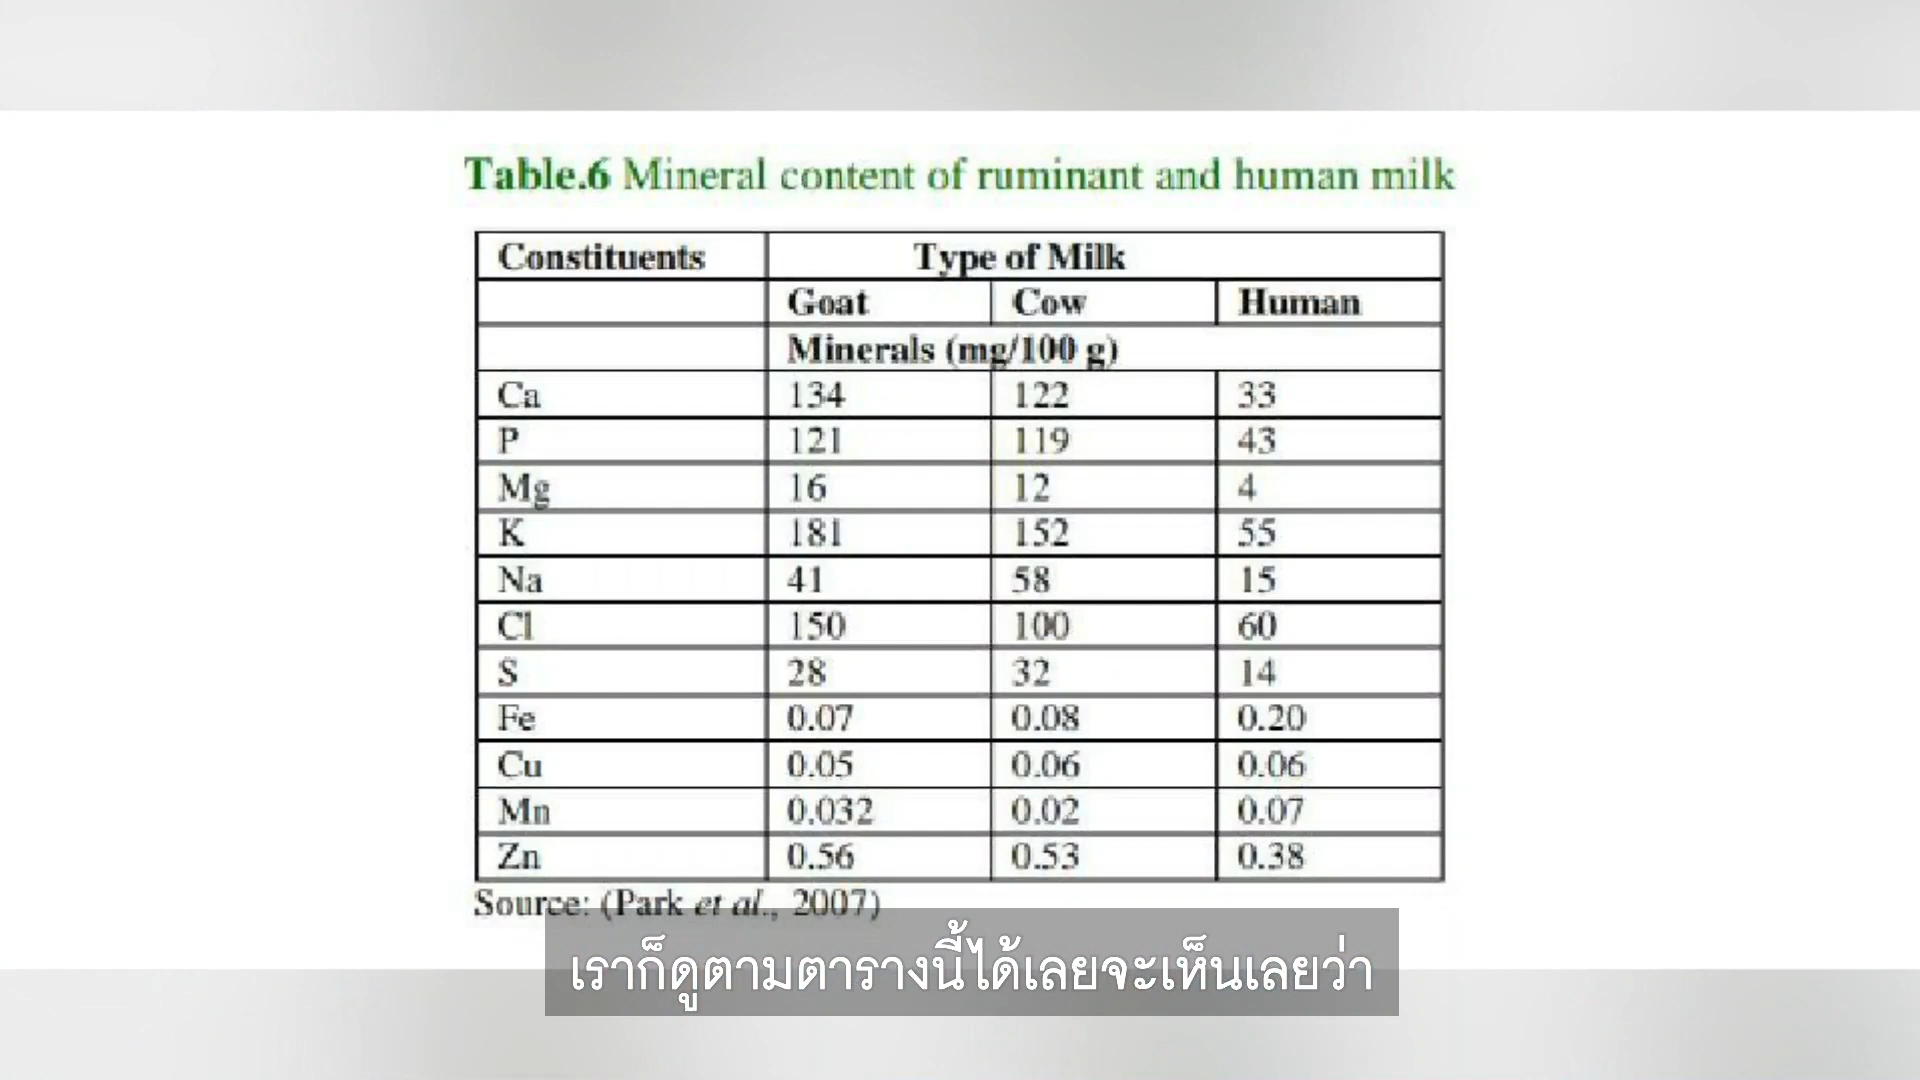 Table.6 Mineral content of ruminant and human milk
Constituents Type of Milk
Goat Cow Human
Minerals (mg/100 g)
Ca 134 122 33
P 121 119 43
Mg 16 12 4
K 181 152 55
Na 41 58 15
Cl 150 100 60
S 28 32 14
Fe 0.07 0.08 0.20
Cu 0.05 0.06 0.06
Mn 0.032 0.02 0.07
Zn 0.56 0.53 0.38
Source: (Park et al., 2007)
เราก็ดูตามตารางนี้ได้เลยจะเห็นเลยว่า